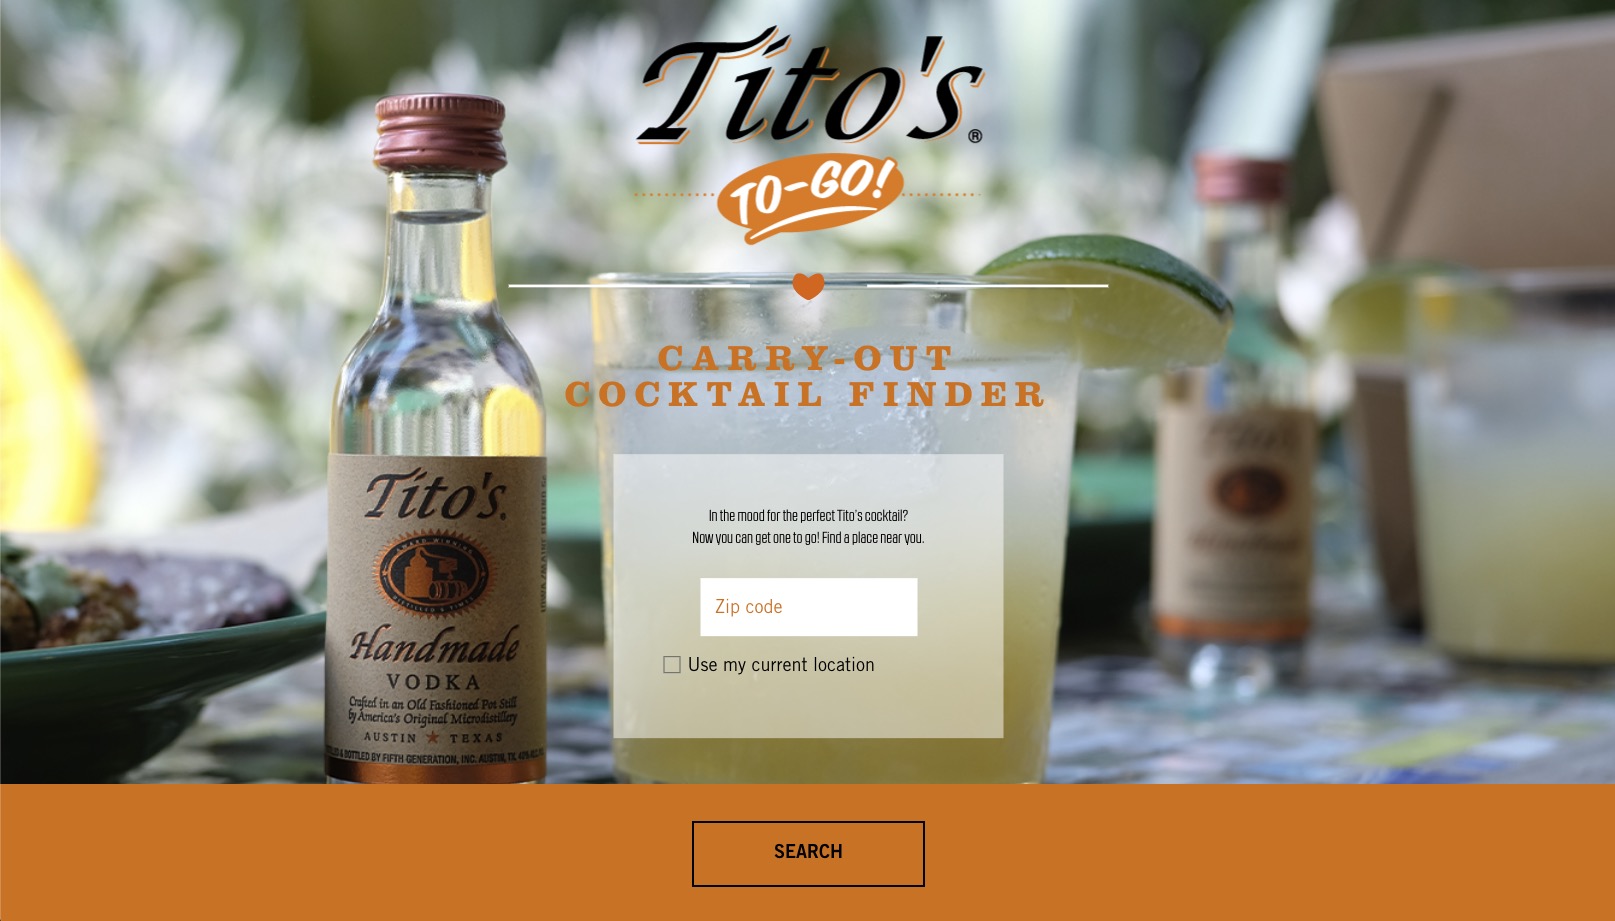 Tito's®
TO-GO!
CARRY-OUT
COCKTAIL FINDER
In the mood for the perfect Tito's cocktail?
Now you can get one to go! Find a place near you.
Zip code
Use my current location
SEARCH
Tito's.
AWARD WINNING
Handmade
VODKA
Crafted in an Old Fashioned Pot Still
by America's Original Microdistillery
AUSTIN ★ TEXAS
& BOTTLED BY FIFTH GENERATION, INC. AUSTIN, TX.